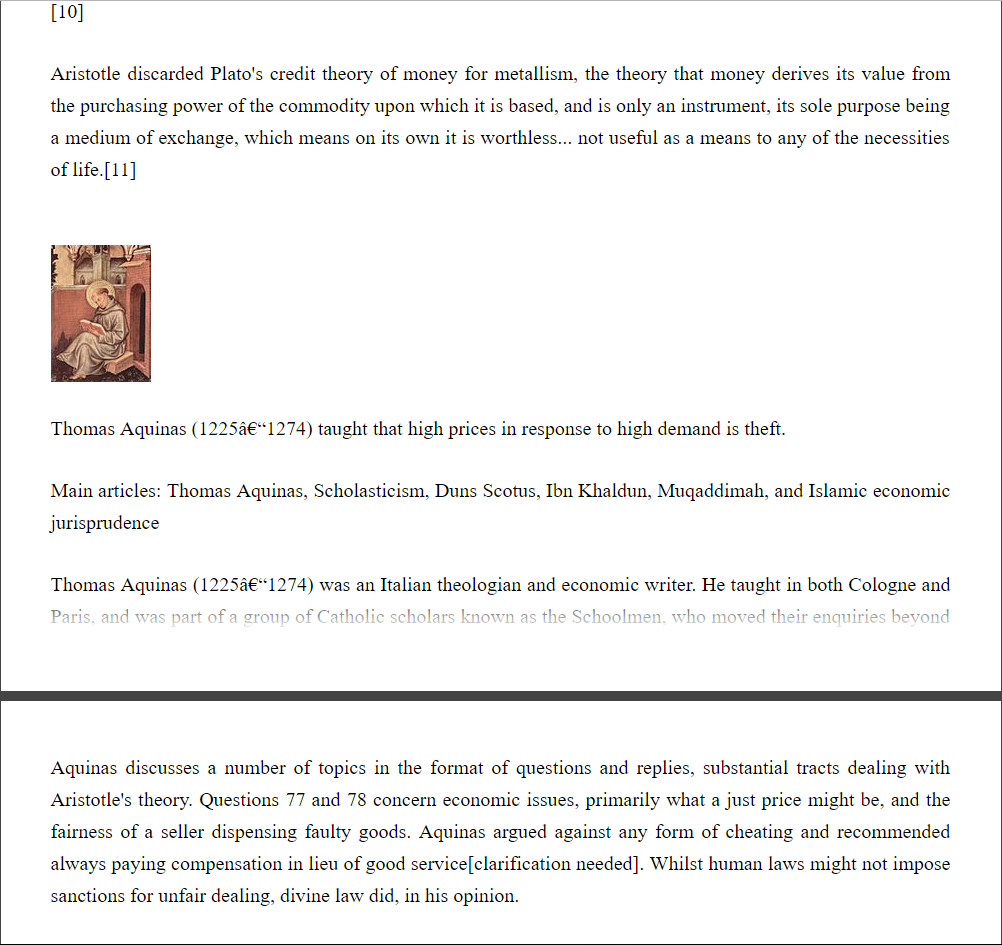 [10]
Aristotle discarded Plato's credit theory of money for metallism, the theory that money derives its value from
the purchasing power of the commodity upon which it is based, and is only an instrument, its sole purpose being
a medium of exchange, which means on its own it is worthless... not useful as a means to any of the necessities
of life.[11]
Thomas Aquinas (1225â€“1274) taught that high prices in response to high demand is theft.
Main articles: Thomas Aquinas, Scholasticism, Duns Scotus, Ibn Khaldun, Muqaddimah, and Islamic economic
jurisprudence
Thomas Aquinas (1225â€“1274) was an Italian theologian and economic writer. He taught in both Cologne and
Paris, and was part of a group of Catholic scholars known as the Schoolmen, who moved their enquiries beyond
Aquinas discusses a number of topics in the format of questions and replies, substantial tracts dealing with
Aristotle's theory. Questions 77 and 78 concern economic issues, primarily what a just price might be, and the
fairness of a seller dispensing faulty goods. Aquinas argued against any form of cheating and recommended
always paying compensation in lieu of good service[clarification needed]. Whilst human laws might not impose
sanctions for unfair dealing, divine law did, in his opinion.